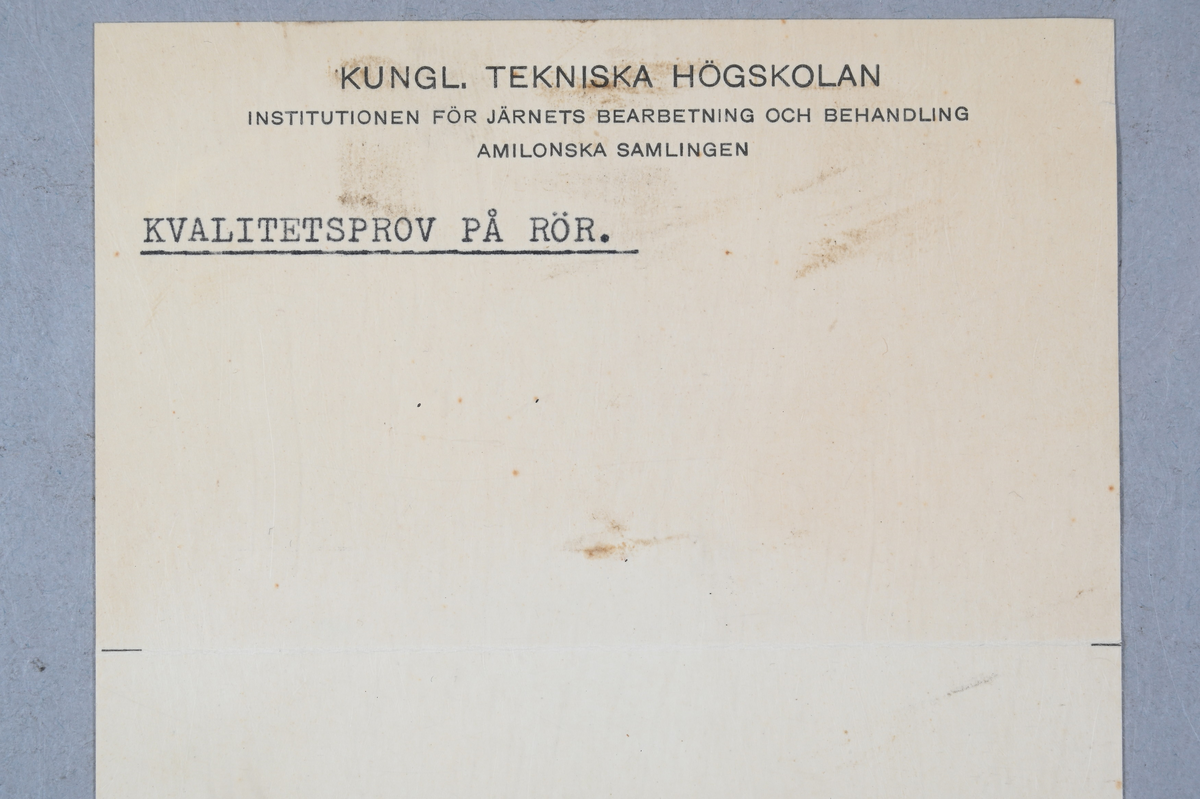 KUNGL. TEKNISKA HÖGSKOLAN
INSTITUTIONEN FÖR JÄRNETS BEARBETNING OCH BEHANDLING
AMILONSKA SAMLINGEN
KVALITETSPROV PÅ RÖR.